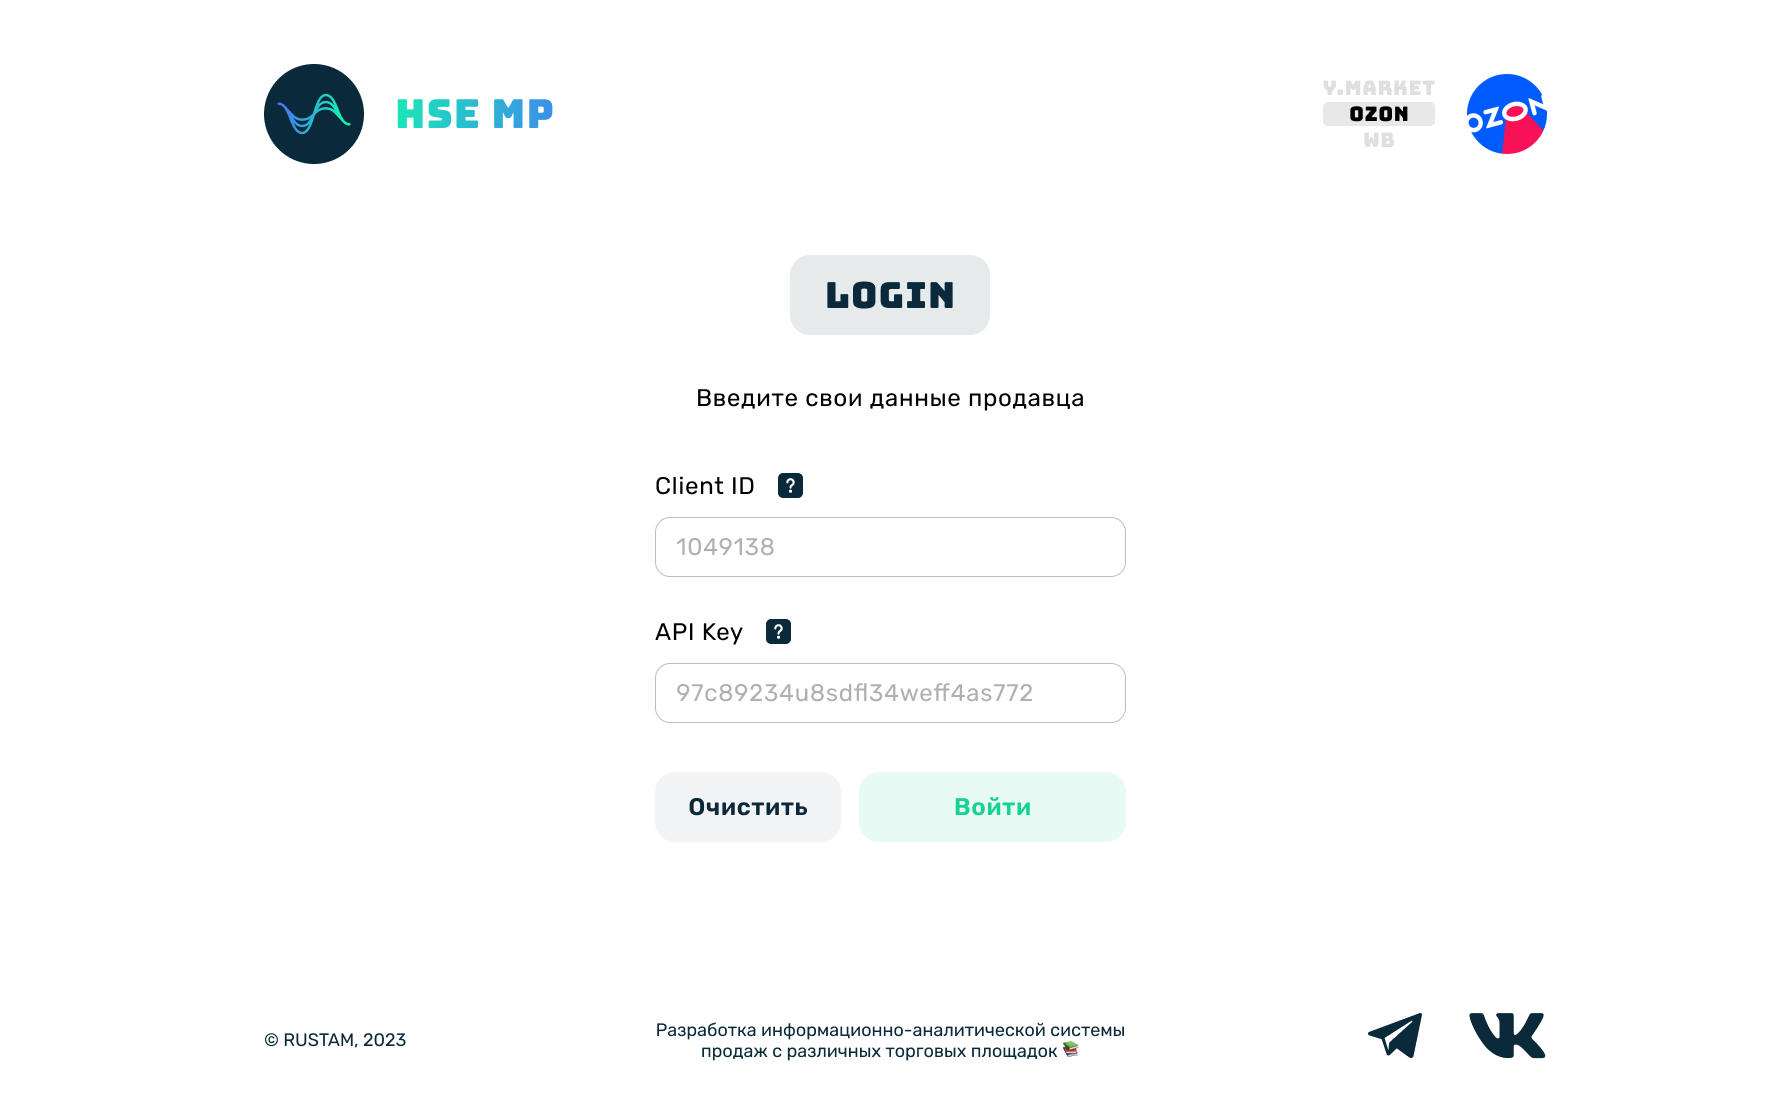 HSE MP
Y.MARKET
OZON
WB
OZON
LOGIN
Введите свои данные продавца
Client ID ?
1049138
API Key ?
97c89234u8sdfl34weff4as772
Очистить
Войти
© RUSTAM, 2023
Разработка информационно-аналитической системы
продаж с различных торговых площадок 📚
VK